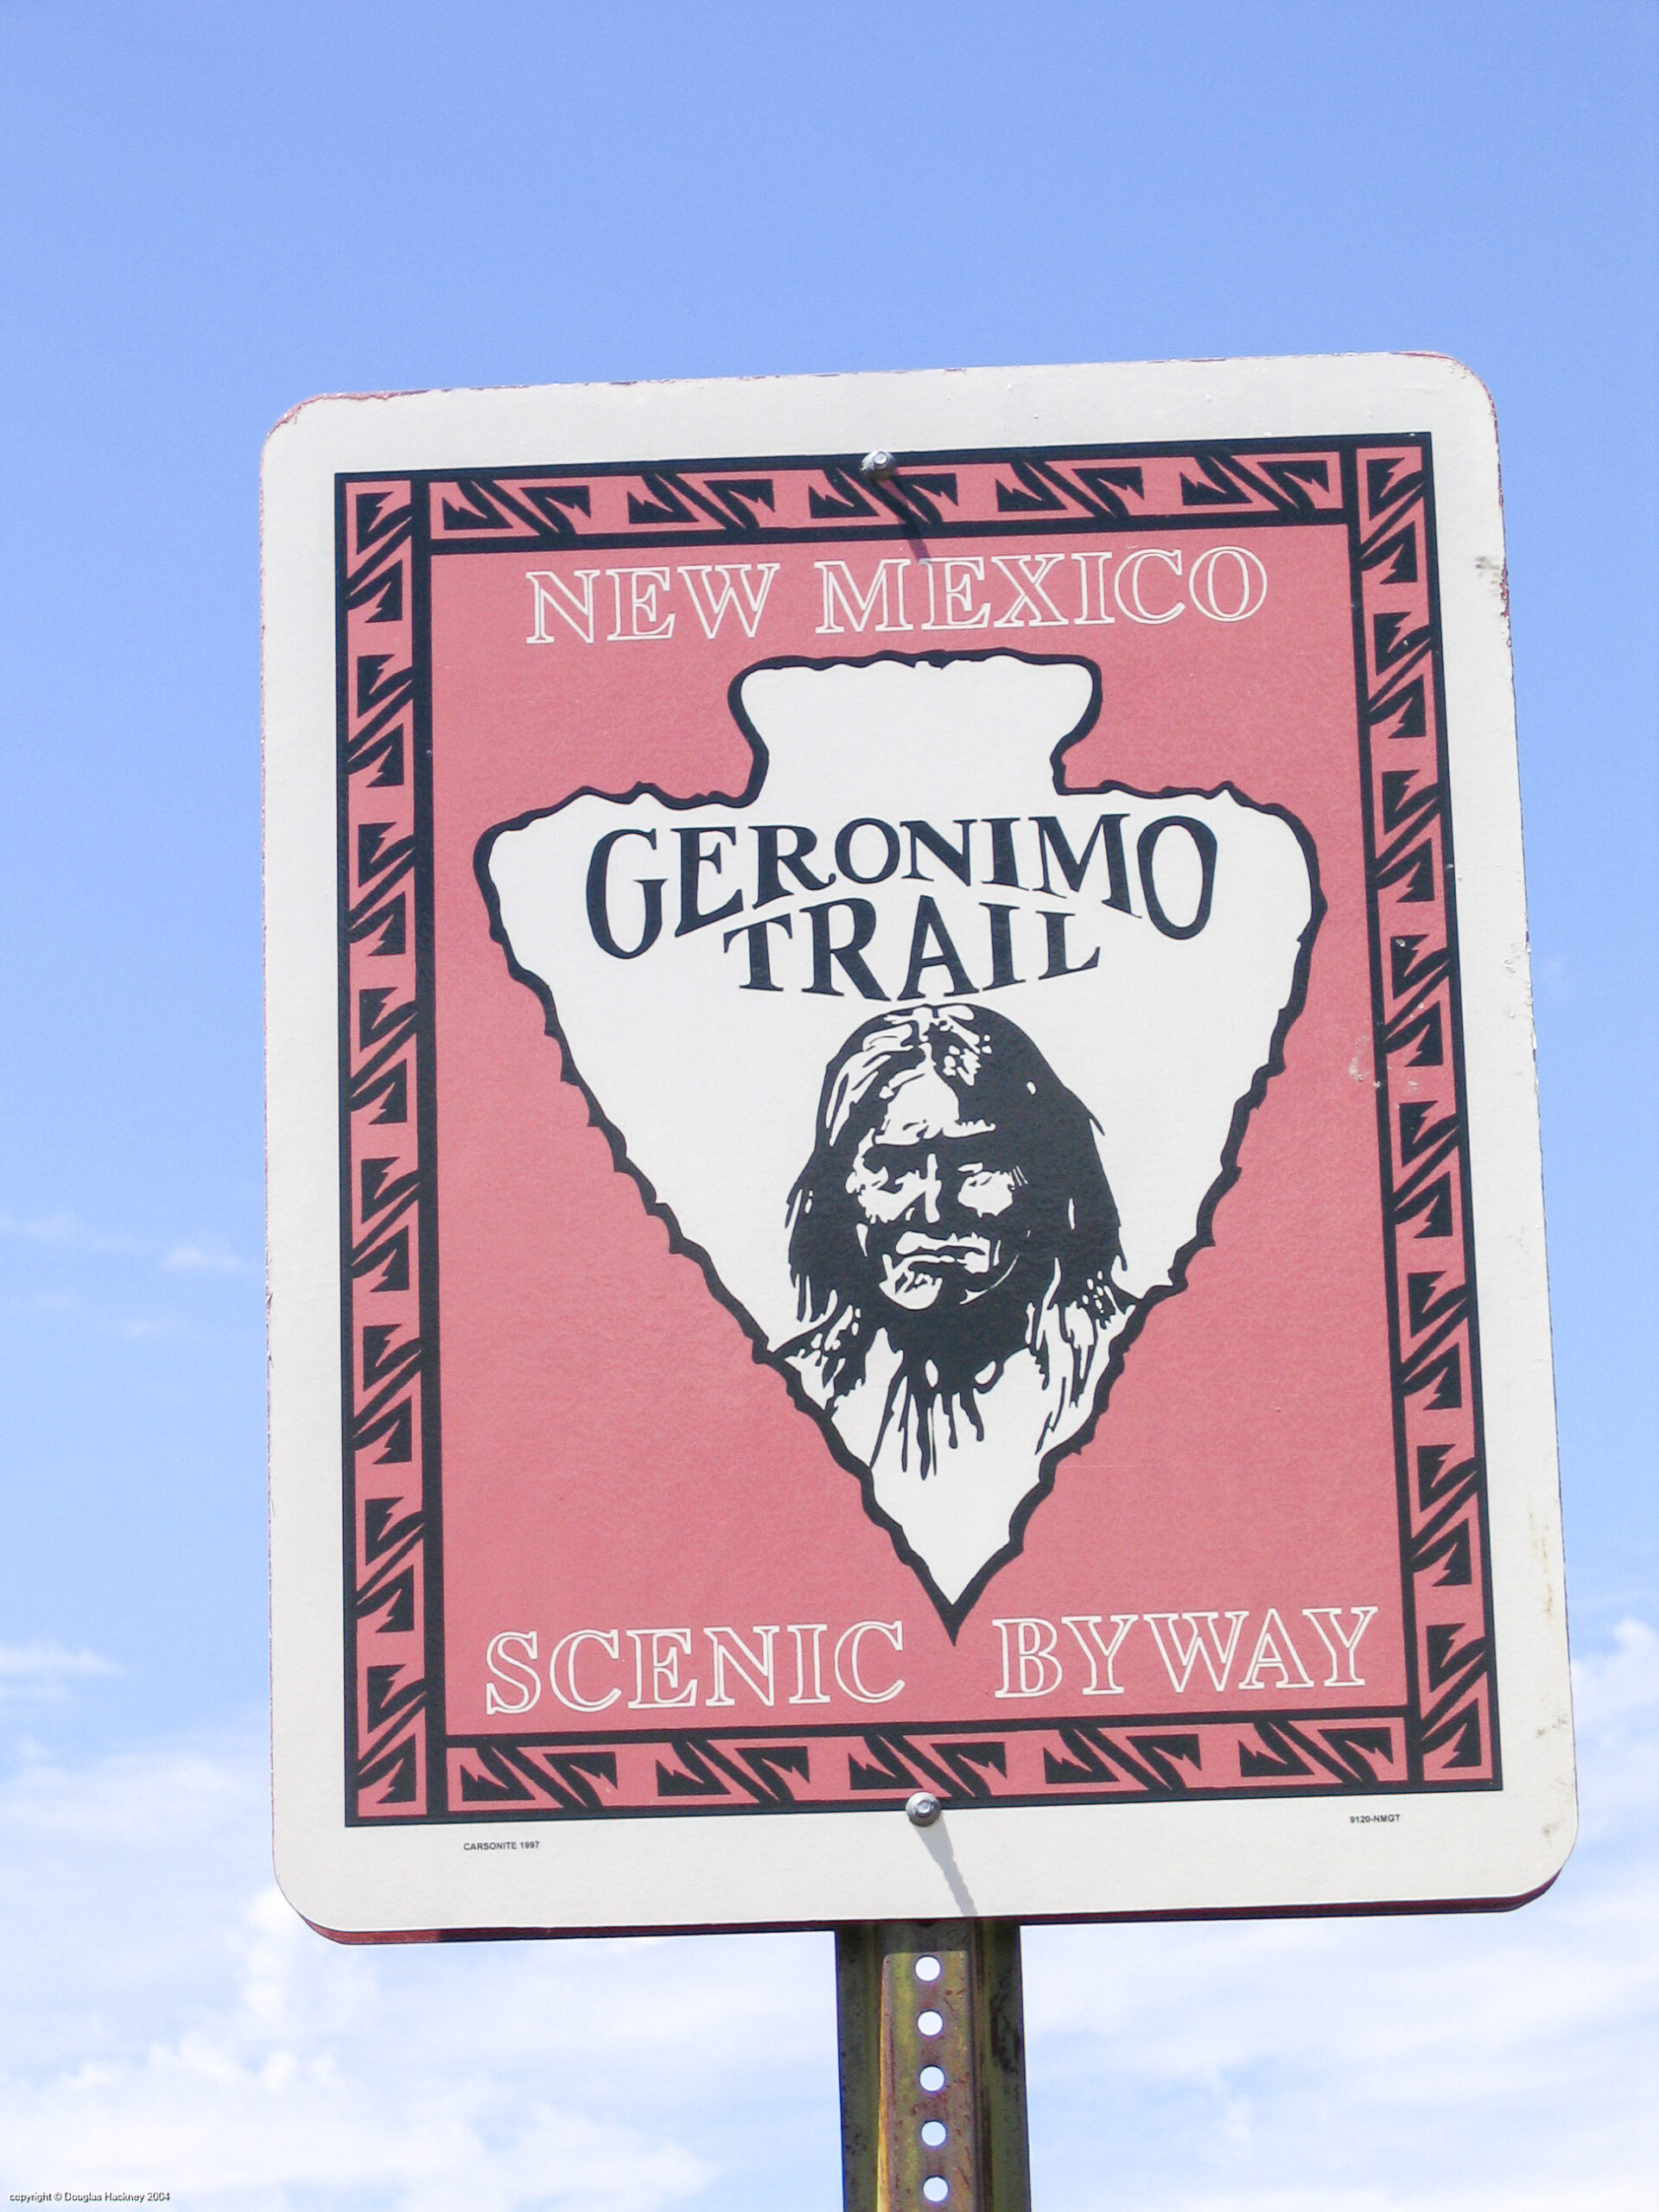 NEW MEXICO
GERONIMO
TRAIL
SCENIC BYWAY
CARSONITE 1997
9120-NMGT
copyright © Douglas Hackney 2004